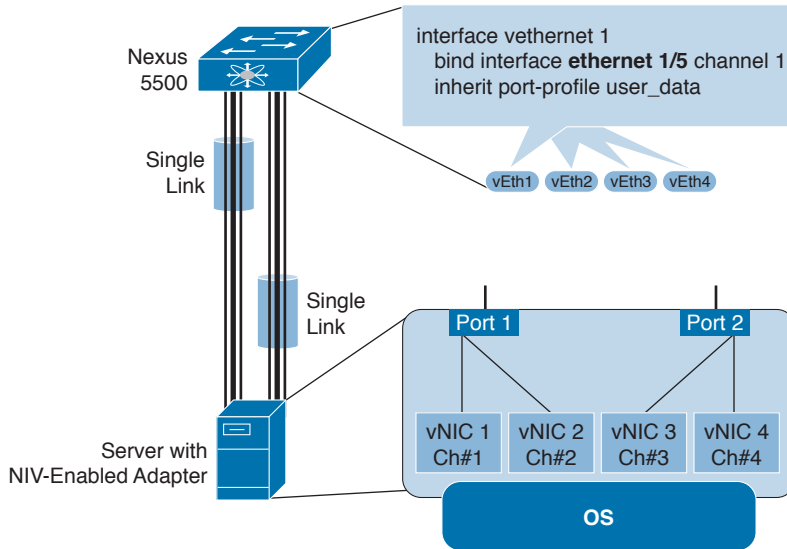 Nexus
5500
interface vethernet 1
bind interface ethernet 1/5 channel 1
inherit port-profile user_data
Single
Link
vEth1
vEth2
vEth3
vEth4
Single
Link
Port 1
Port 2
vNIC 1
Ch#1
vNIC 2
Ch#2
vNIC 3
Ch#3
vNIC 4
Ch#4
Server with
NIV-Enabled Adapter
OS